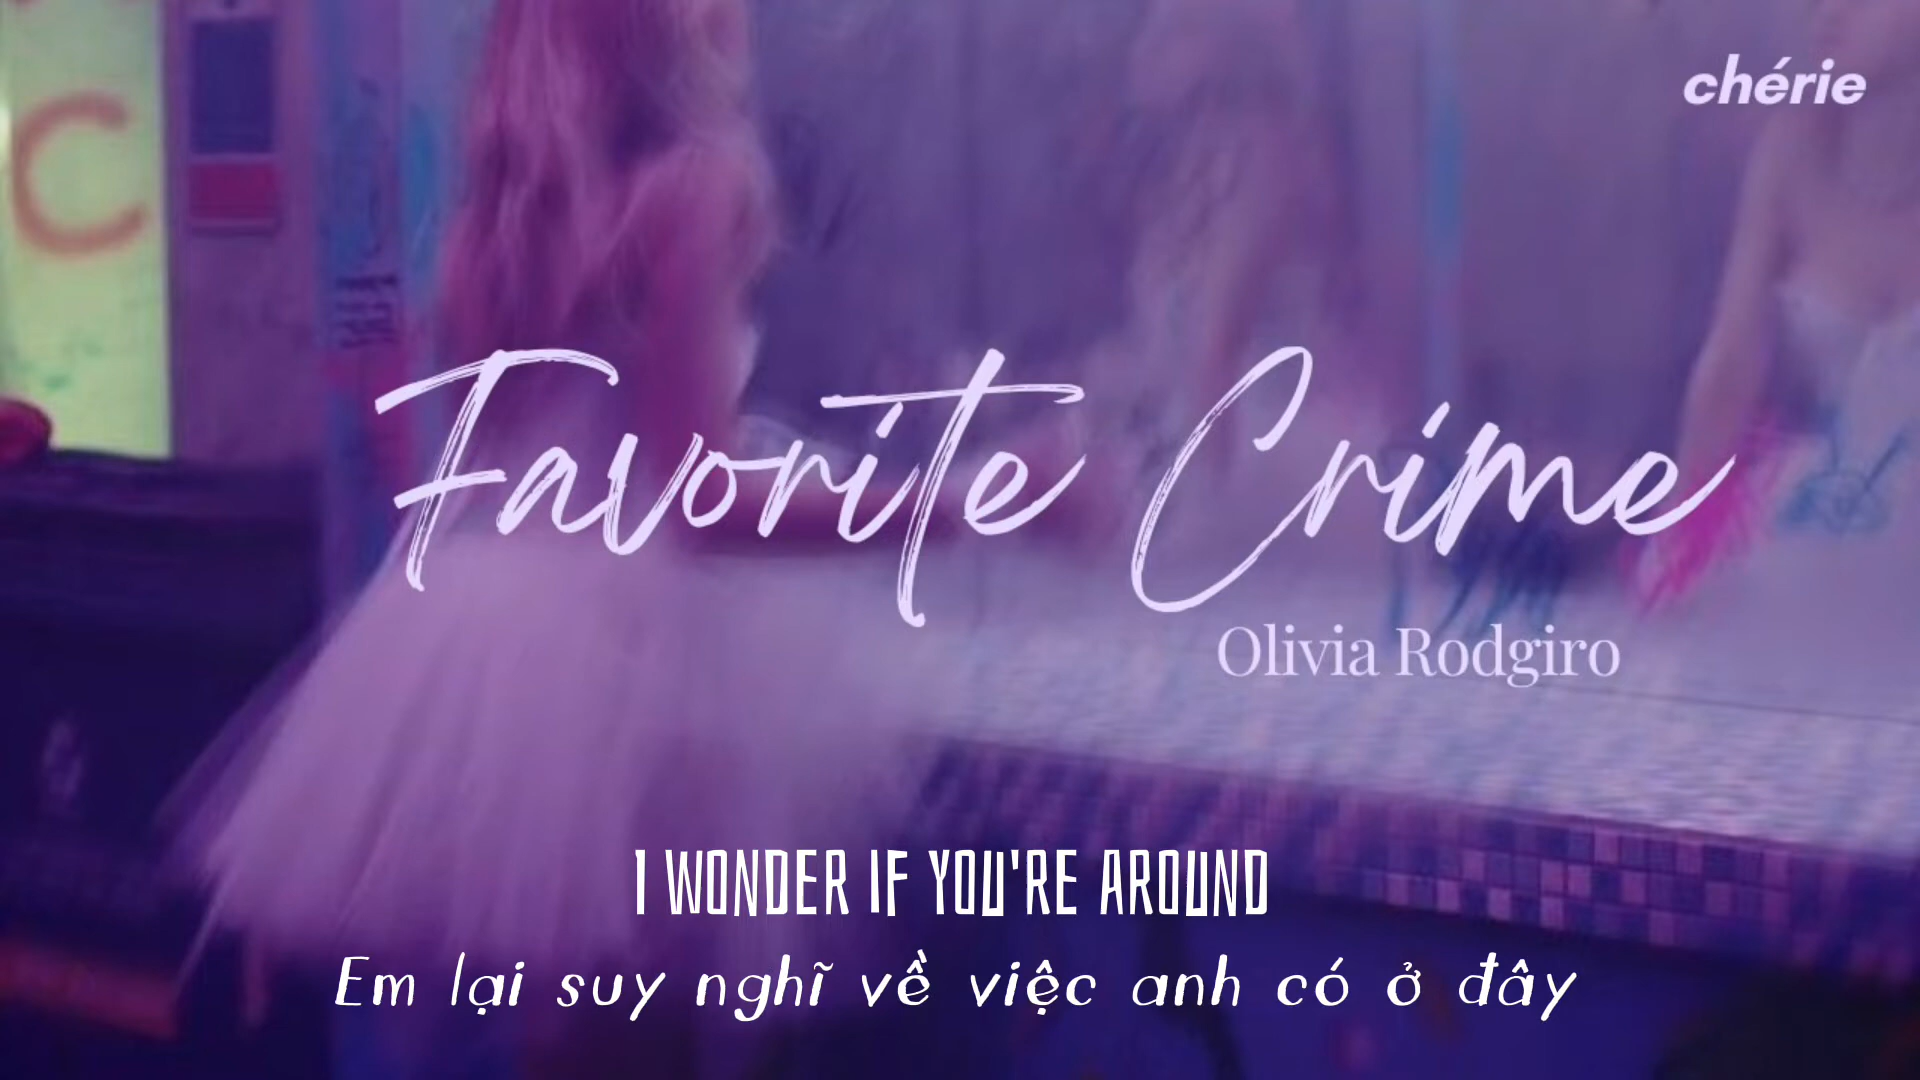 chérie
Favorite Crime
Olivia Rodgiro
I WONDER IF YOU'RE AROUND
Em lại suy nghĩ về việc anh có ở đây
C